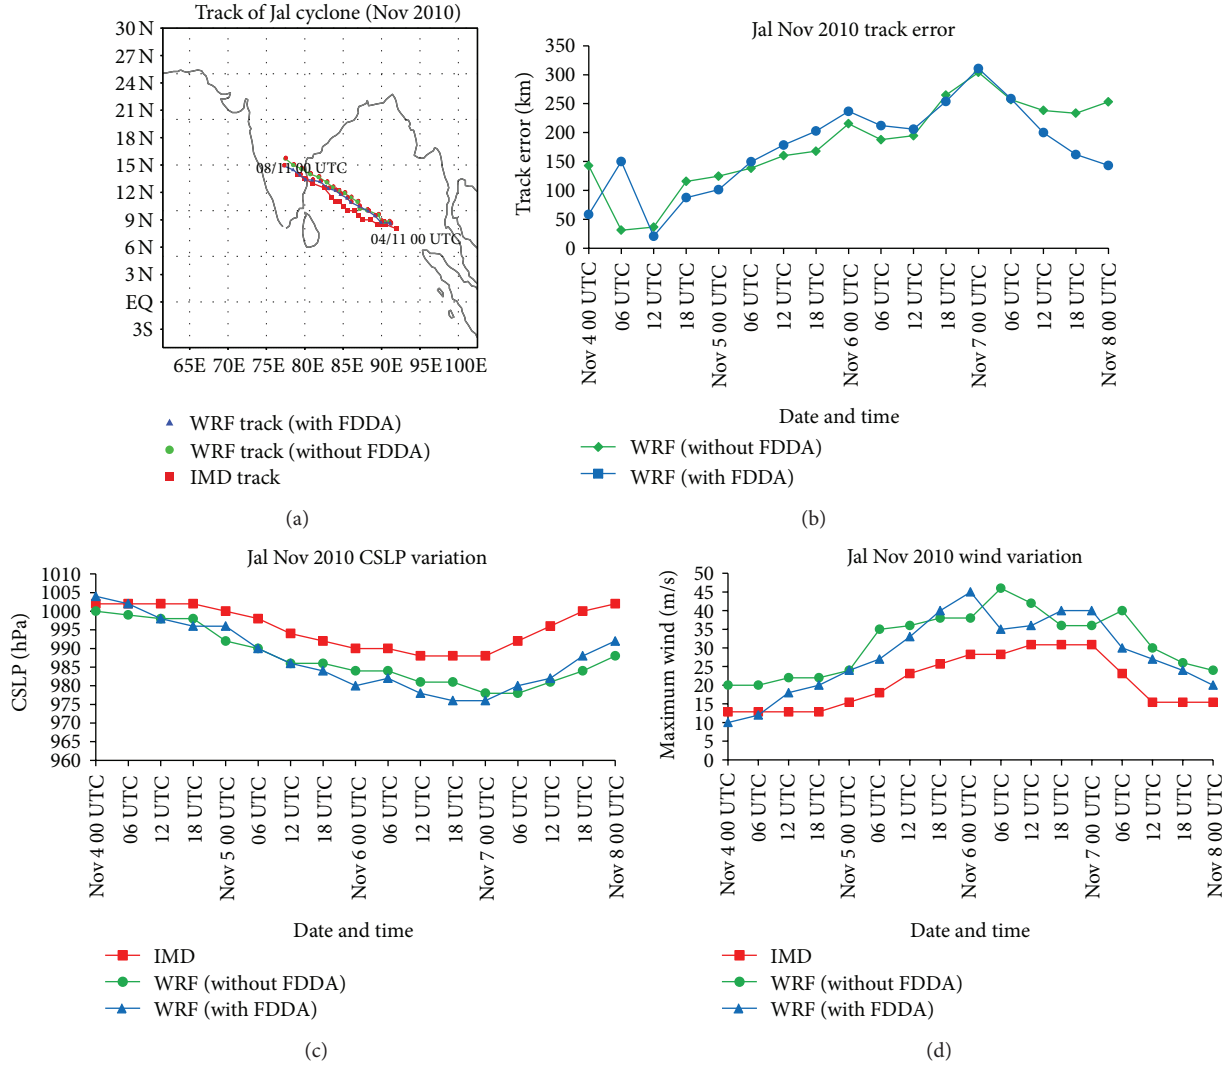 Track of Jal cyclone (Nov 2010)
30 N
27 N
24 N
21 N
18 N
15 N
12 N
9 N
6 N
3 N
EQ
3S
08/11 00 UTC
04/11 00 UTC
65E 70E 75E 80E 85E 90E 95E 100E
WRF track (with FDDA)
WRF track (without FDDA)
IMD track
(a)
Jal Nov 2010 track error
Track error (km)
350
300
250
200
150
100
50
0
Nov 4 00 UTC
06 UTC
12 UTC
18 UTC
Nov 5 00 UTC
06 UTC
12 UTC
18 UTC
Nov 6 00 UTC
06 UTC
12 UTC
18 UTC
Nov 7 00 UTC
06 UTC
12 UTC
18 UTC
Nov 8 00 UTC
Date and time
WRF (without FDDA)
WRF (with FDDA)
(b)
Jal Nov 2010 CSLP variation
CSLP (hPa)
1010
1005
1000
995
990
985
980
975
970
965
960
Nov 4 00 UTC
06 UTC
12 UTC
18 UTC
Nov 5 00 UTC
06 UTC
12 UTC
18 UTC
Nov 6 00 UTC
06 UTC
12 UTC
18 UTC
Nov 7 00 UTC
06 UTC
12 UTC
18 UTC
Nov 8 00 UTC
Date and time
IMD
WRF (without FDDA)
WRF (with FDDA)
(c)
Jal Nov 2010 wind variation
Maximum wind (m/s)
50
45
40
35
30
25
20
15
10
5
0
Nov 4 00 UTC
06 UTC
12 UTC
18 UTC
Nov 5 00 UTC
06 UTC
12 UTC
18 UTC
Nov 6 00 UTC
06 UTC
12 UTC
18 UTC
Nov 7 00 UTC
06 UTC
12 UTC
18 UTC
Nov 8 00 UTC
Date and time
IMD
WRF (without FDDA)
WRF (with FDDA)
(d)